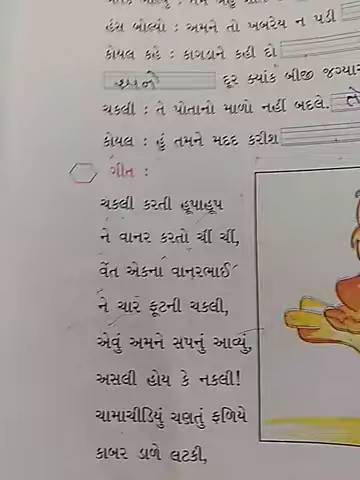 હંસ બોલ્યો : અમને તો ખબરેય ન પડી
કોયલ કહે : કાગડાને કહી દો
દૂર ક્યાંક બીજી જગ્યા
ચકલી : તે પોતાનો માળો નહીં બદલે. તે
કોયલ : હું તમને મદદ કરીશ
ગીત :
ચકલી કરતી હૂપાહૂપ
ને વાનર કરતો ચીં ચીં,
વેંત એકના વાનરભાઈ
ને ચાર ફૂટની ચકલી,
એવું અમને સપનું આવ્યું,
અસલી હોય કે નકલી!
ચામાચીડિયું ચણતું ફળિયે
કાબર ડાળે લટકી,